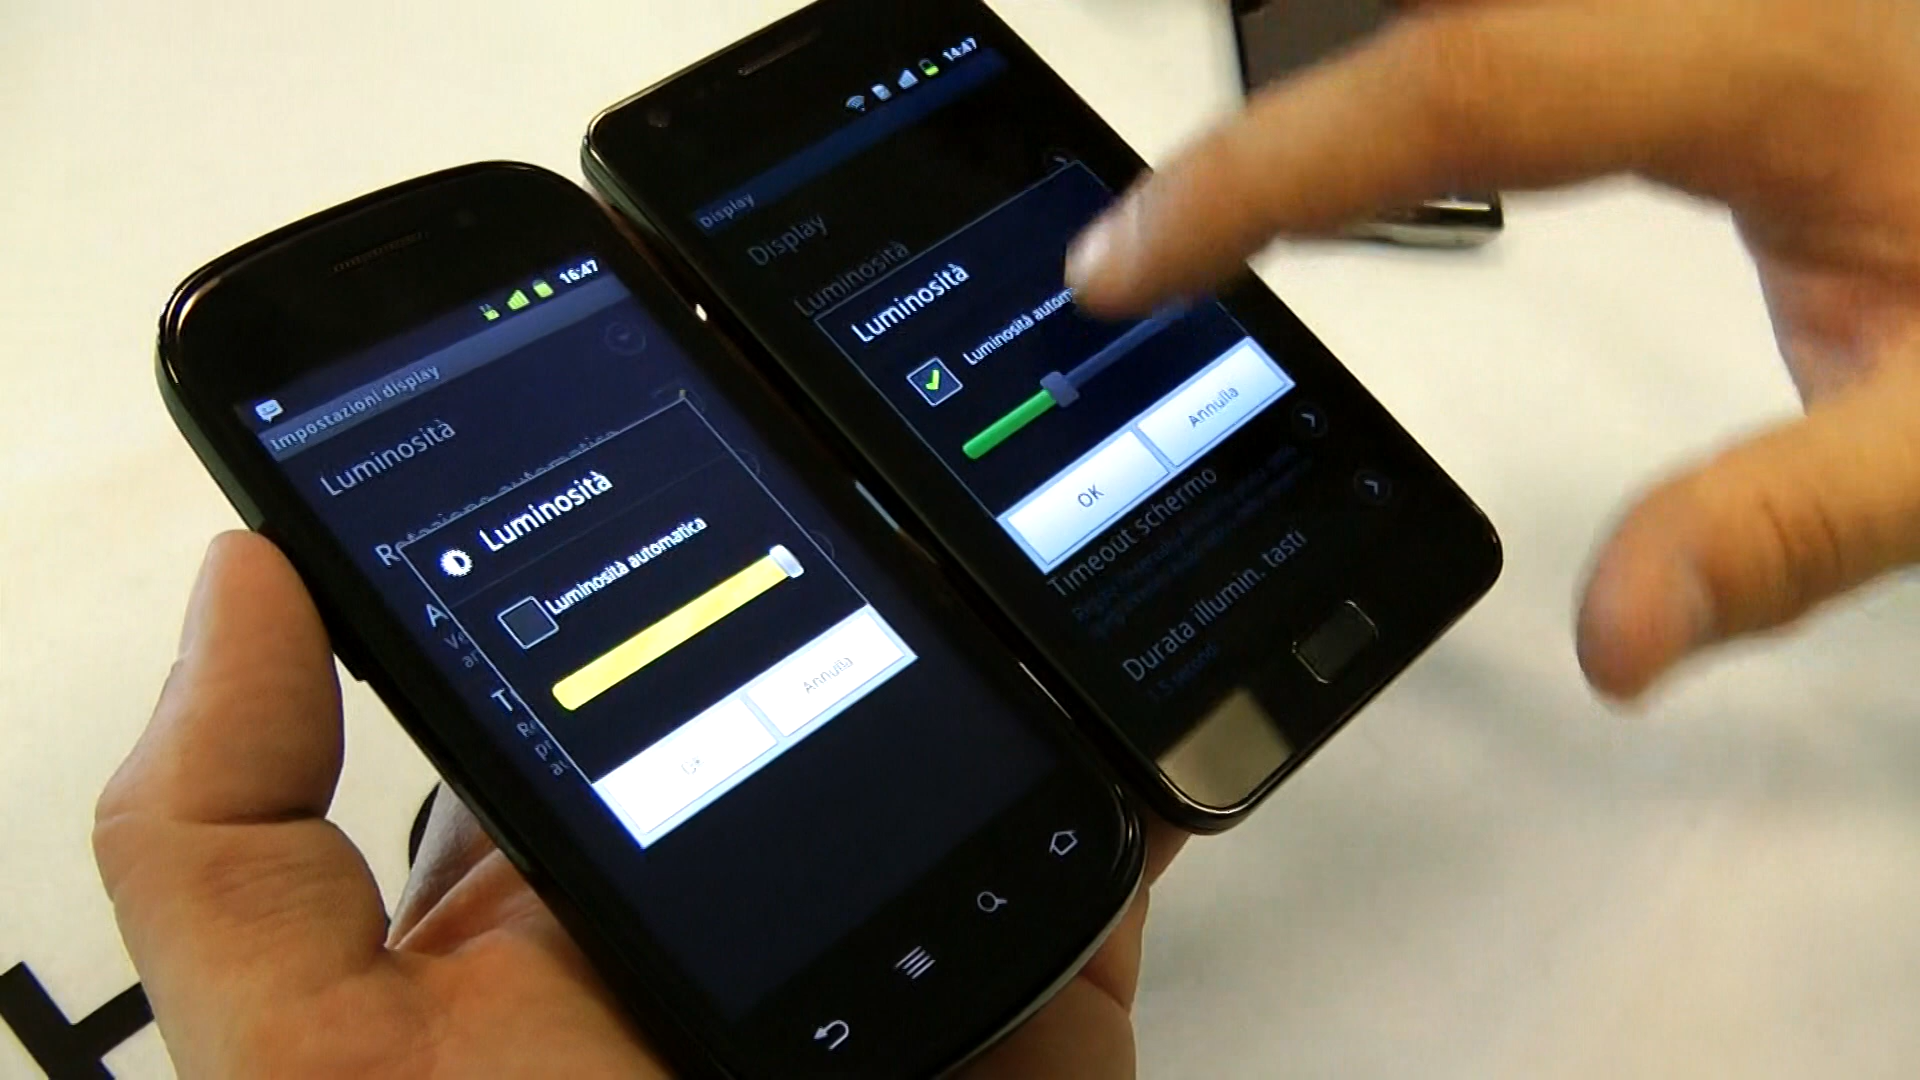 16:47
Impostazioni display
Luminosità
Luminosità
Luminosità automatica
Annulla
14:47
Display
Display
Luminosità
Luminosità
Luminosità
OK
Annulla
Timeout schermo
Durata illumin. tasti